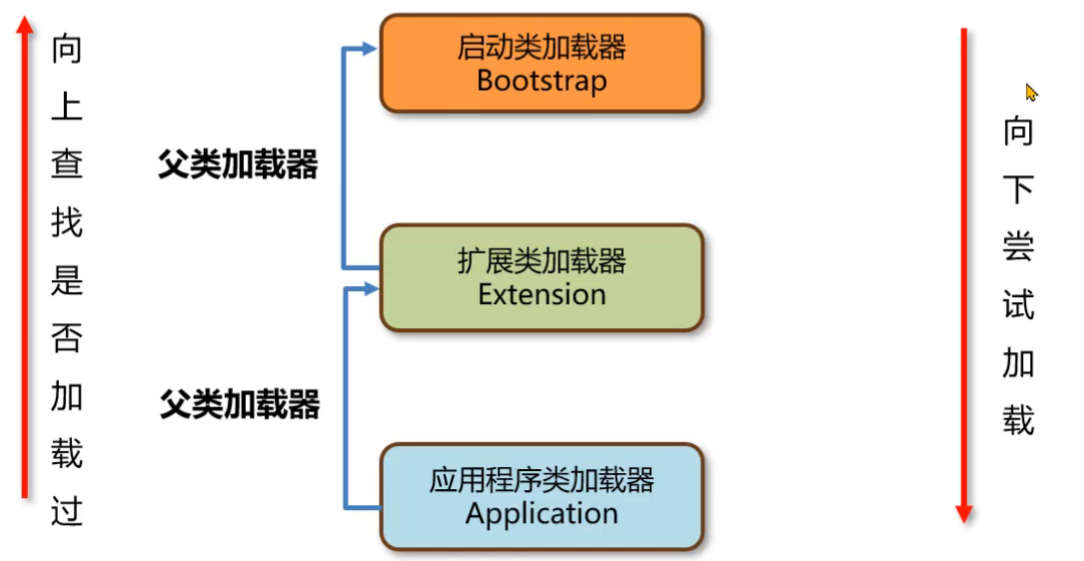 向上查找是否加载过
启动类加载器
Bootstrap
父类加载器
扩展类加载器
Extension
父类加载器
应用程序类加载器
Application
向下尝试加载